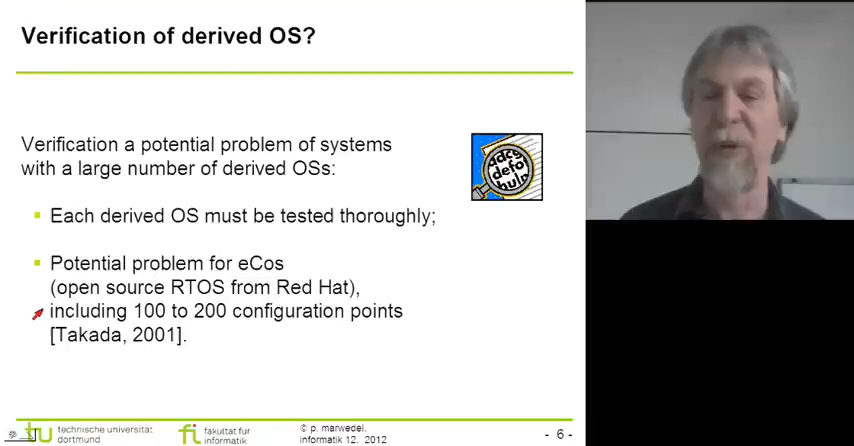 Verification of derived OS?
Verification a potential problem of systems
with a large number of derived OSs:
Each derived OS must be tested thoroughly;
Potential problem for eCos
(open source RTOS from Red Hat),
including 100 to 200 configuration points
[Takada, 2001].
technische universität
dortmund
fakultät für
informatik
© p. marwedel,
informatik 12, 2012
- 6 -